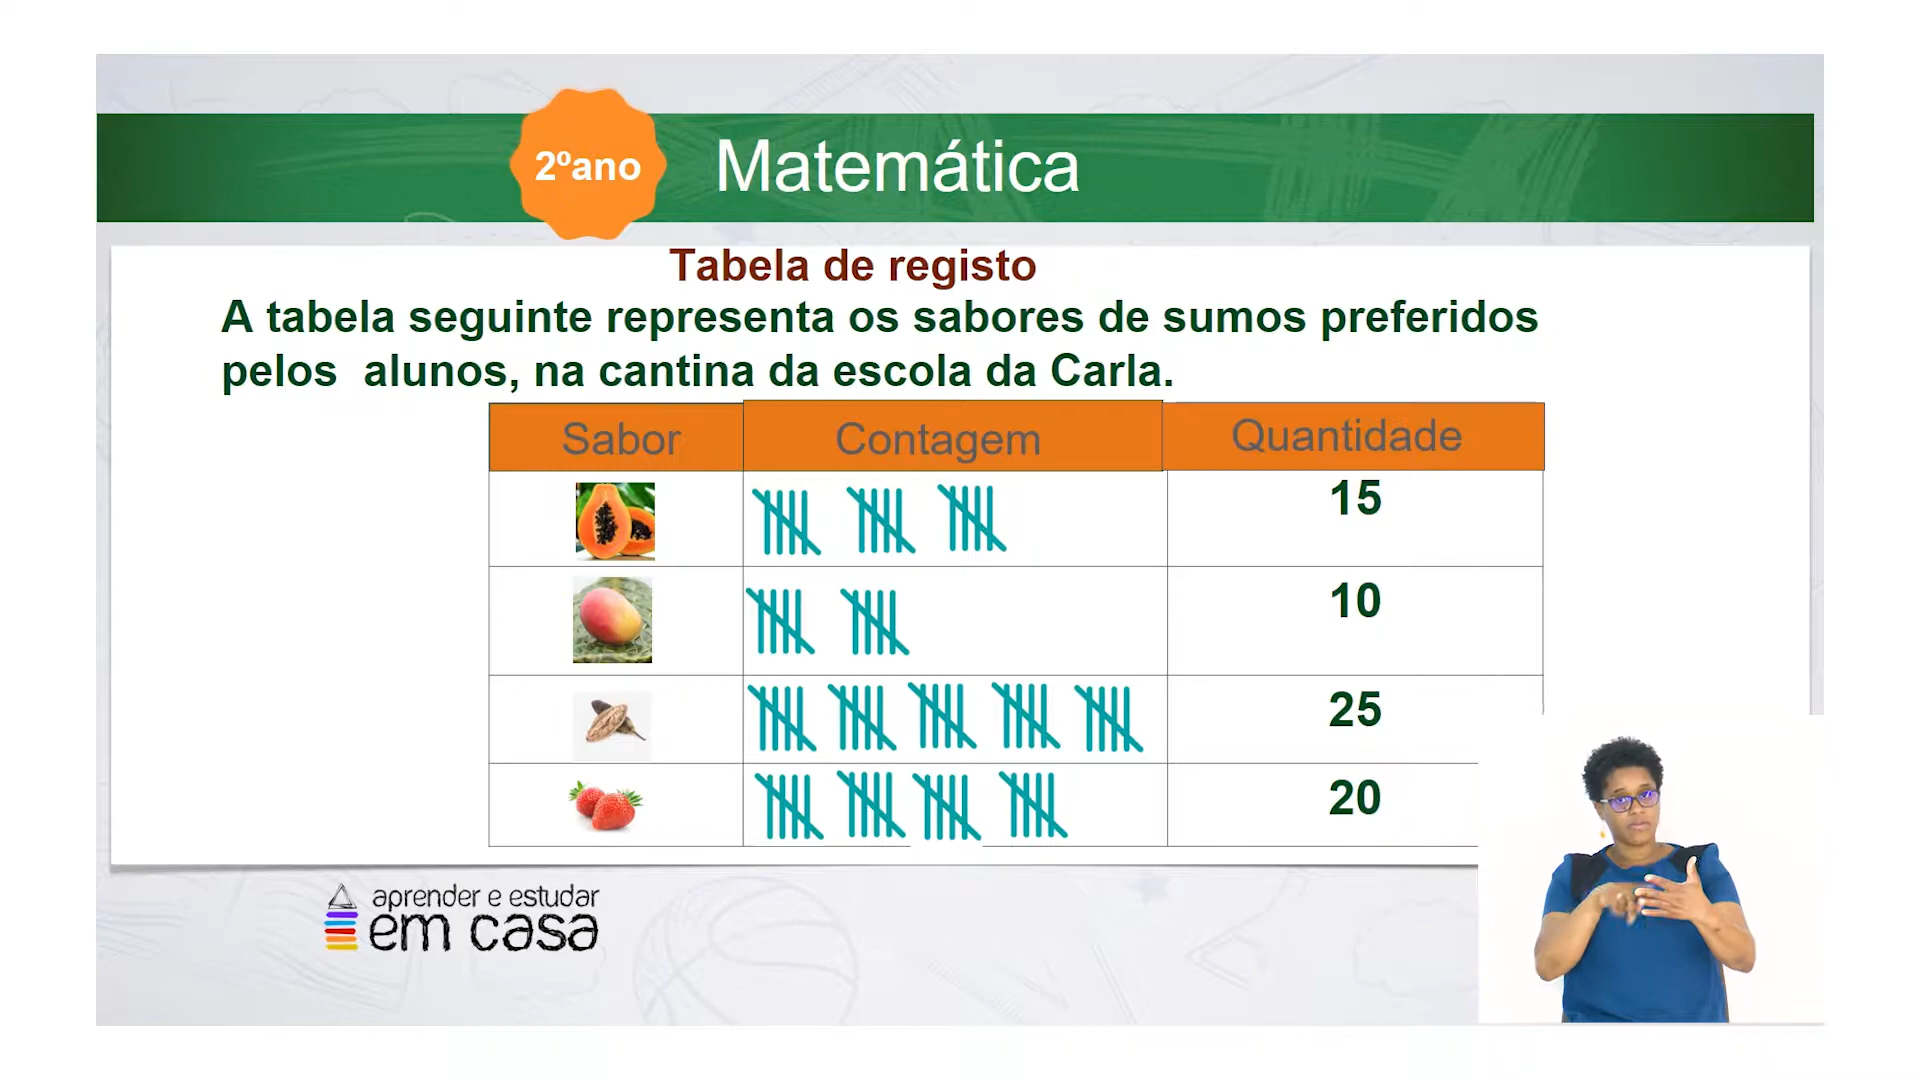 2ºano
Matemática
Tabela de registo
A tabela seguinte representa os sabores de sumos preferidos
pelos alunos, na cantina da escola da Carla.
Sabor Contagem Quantidade
15
10
25
20
aprender e estudar
em casa